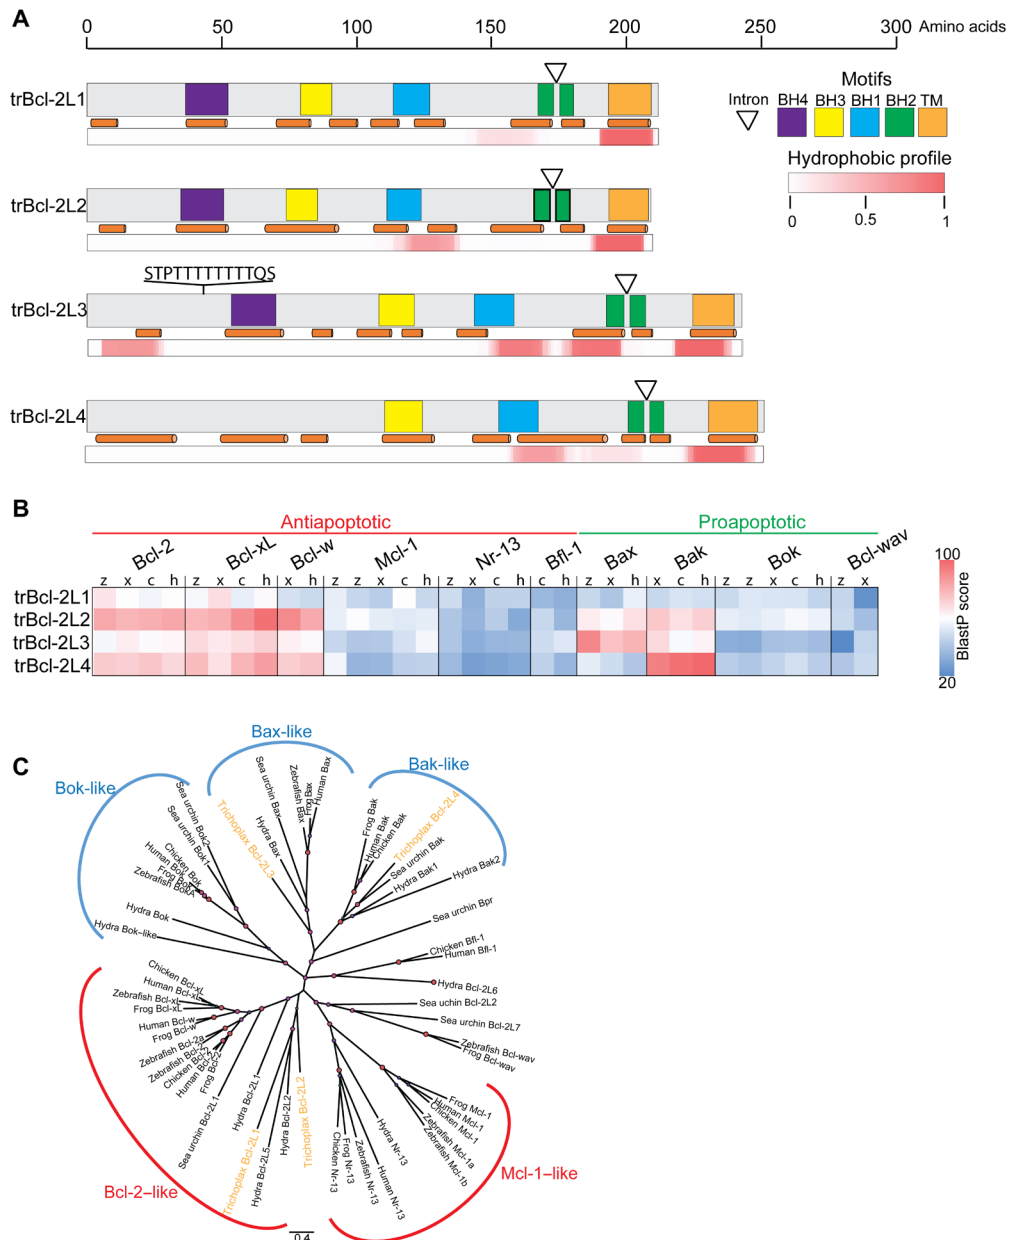 A
0 50 100 150 200 250 300 Amino acids
trBcl-2L1
Motifs
Intron BH4 BH3 BH1 BH2 TM
Hydrophobic profile
0 0.5 1
trBcl-2L2
STPTTTTTTTTQS
trBcl-2L3
trBcl-2L4
B
Antiapoptotic Proapoptotic
Bcl-2 Bcl-xL Bcl-w Mcl-1 Nr-13 Bfl-1 Bax Bak Bok Bcl-wav
z x c h z x c h x h z z x c h z x c h c h z x h x c h z z x c h z x
trBcl-2L1
trBcl-2L2
trBcl-2L3
trBcl-2L4
100
BlastP score
20
C
Bax-like
Bak-like
Bok-like
Sea urchin Bok2
Sea urchin Bok1
Chicken Bok
Human Bok
Frog Bok
Zebrafish BokA
Hydra Bok
Hydra Bok-like
Trichoplax Bcl-2L3
Hydra Bax
Sea urchin Bax
Zebrafish Bax
Frog Bax
Human Bax
Frog Bak
Human Bak
Chicken Bak
Trichoplax Bcl-2L4
Sea urchin Bak
Hydra Bak1
Hydra Bak2
Sea urchin Bpr
Chicken Bfl-1
Human Bfl-1
Hydra Bcl-2L6
Sea uchin Bcl-2L2
Sea urchin Bcl-2L7
Zebrafish Bcl-wav
Frog Bcl-wav
Frog Mcl-1
Human Mcl-1
Chicken Mcl-1
Zebrafish Mcl-1a
Zebrafish Mcl-1b
Hydra Nr-13
Human Nr-13
Zebrafish Nr-13
Frog Nr-13
Chicken Nr-13
Trichoplax Bcl-2L2
Hydra Bcl-2L2
Hydra Bcl-2L5
Trichoplax Bcl-2L1
Hydra Bcl-2L1
Sea urchin Bcl-2L1
Frog Bcl-2
Human Bcl-2
Chicken Bcl-2
Zebrafish Bcl-2
Zebrafish Bcl-2a
Frog Bcl-w
Human Bcl-w
Frog Bcl-xL
Zebrafish Bcl-xL
Human Bcl-xL
Chicken Bcl-xL
Bcl-2–like
Mcl-1–like
0.4